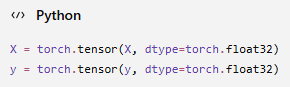 </> Python
X = torch.tensor(X, dtype=torch.float32)
y = torch.tensor(y, dtype=torch.float32)